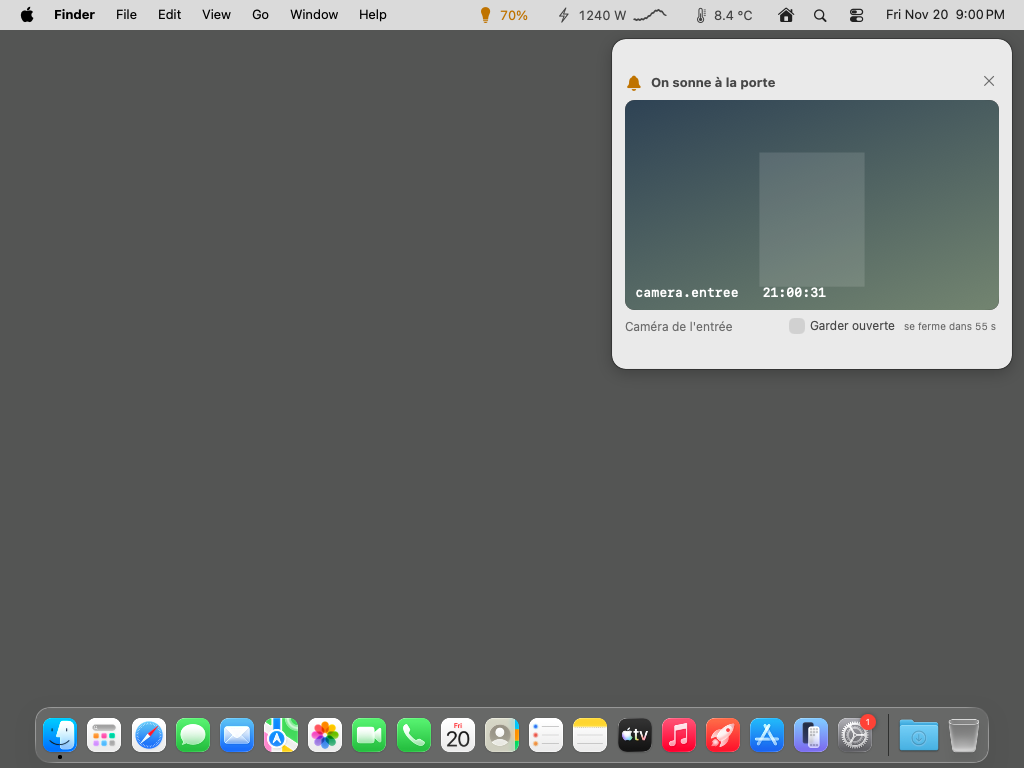 Finder File Edit View Go Window Help 70% 1240 W 8.4 °C Fri Nov 20 9:00 PM
On sonne à la porte
camera.entree 21:00:31
Caméra de l'entrée Garder ouverte se ferme dans 55 s
Fri
20
tv
1